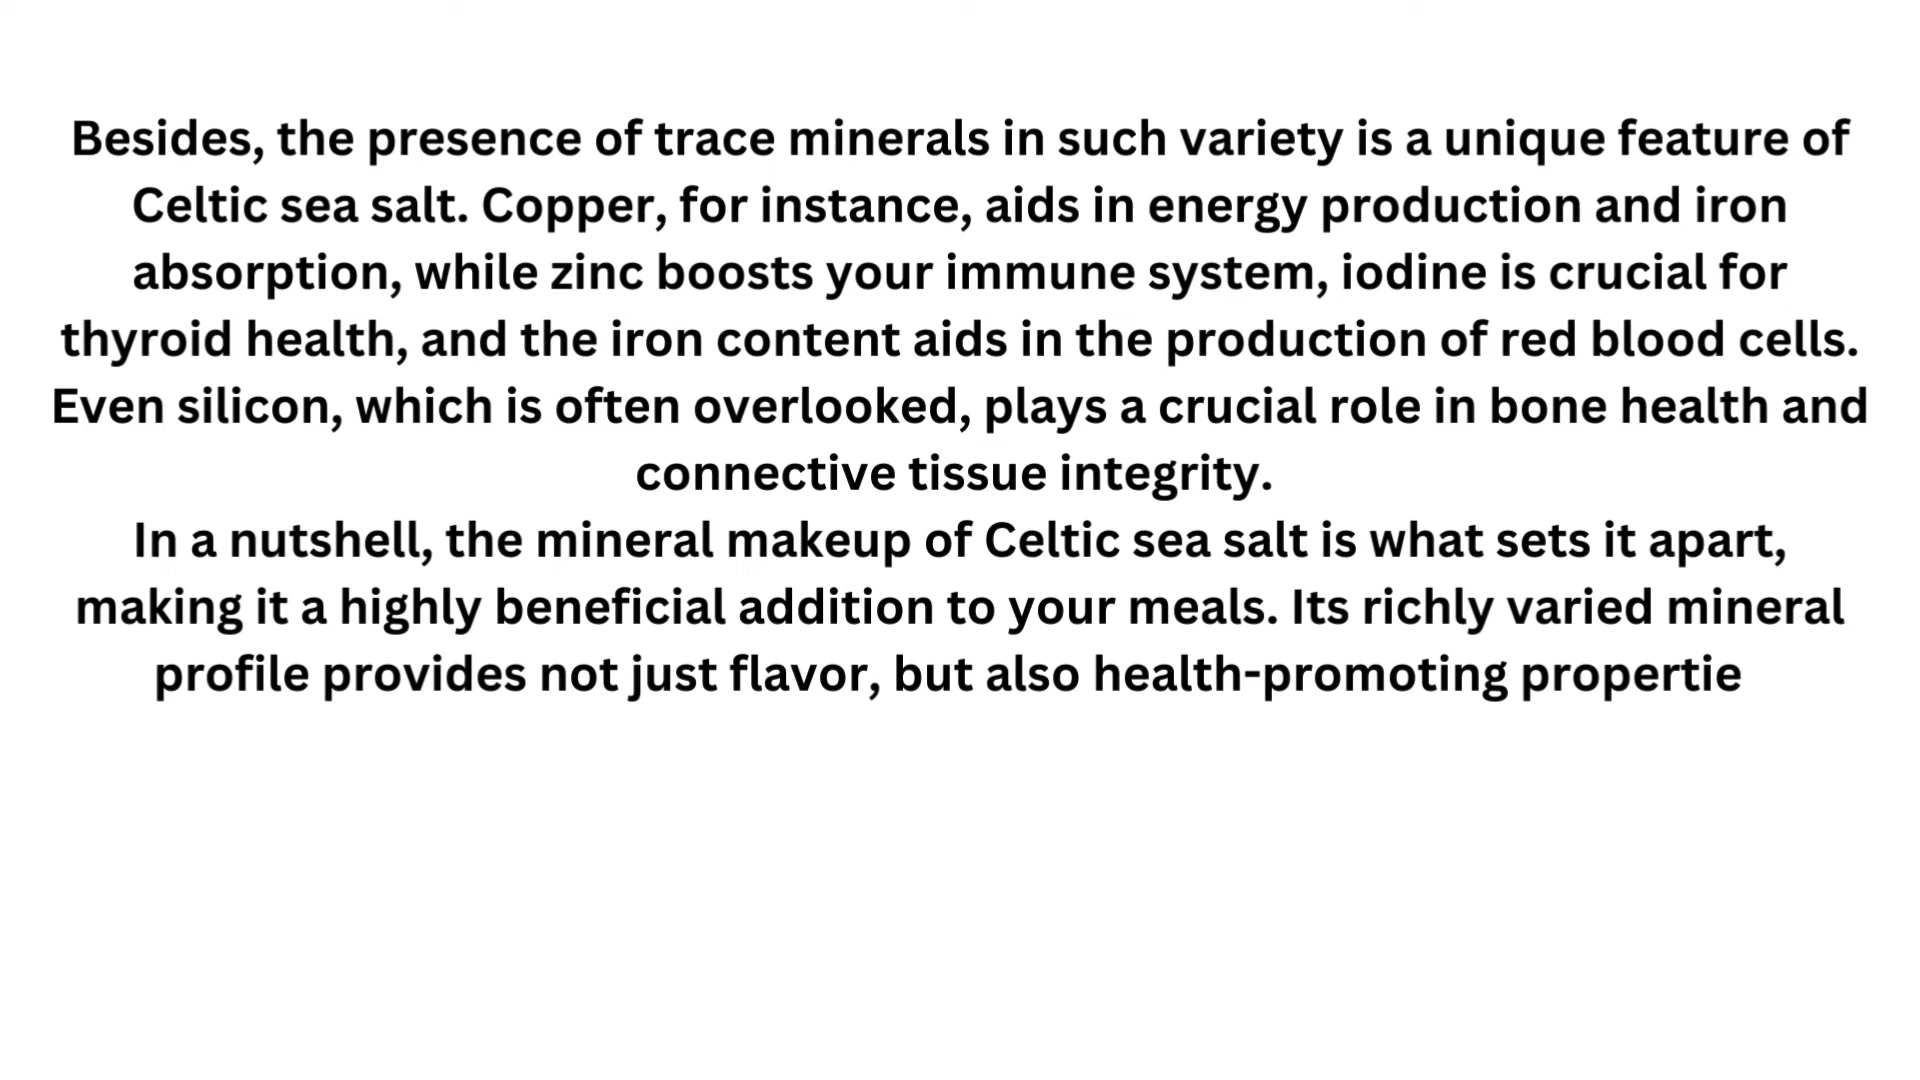 Besides, the presence of trace minerals in such variety is a unique feature of
Celtic sea salt. Copper, for instance, aids in energy production and iron
absorption, while zinc boosts your immune system, iodine is crucial for
thyroid health, and the iron content aids in the production of red blood cells.
Even silicon, which is often overlooked, plays a crucial role in bone health and
connective tissue integrity.
In a nutshell, the mineral makeup of Celtic sea salt is what sets it apart,
making it a highly beneficial addition to your meals. Its richly varied mineral
profile provides not just flavor, but also health-promoting propertie